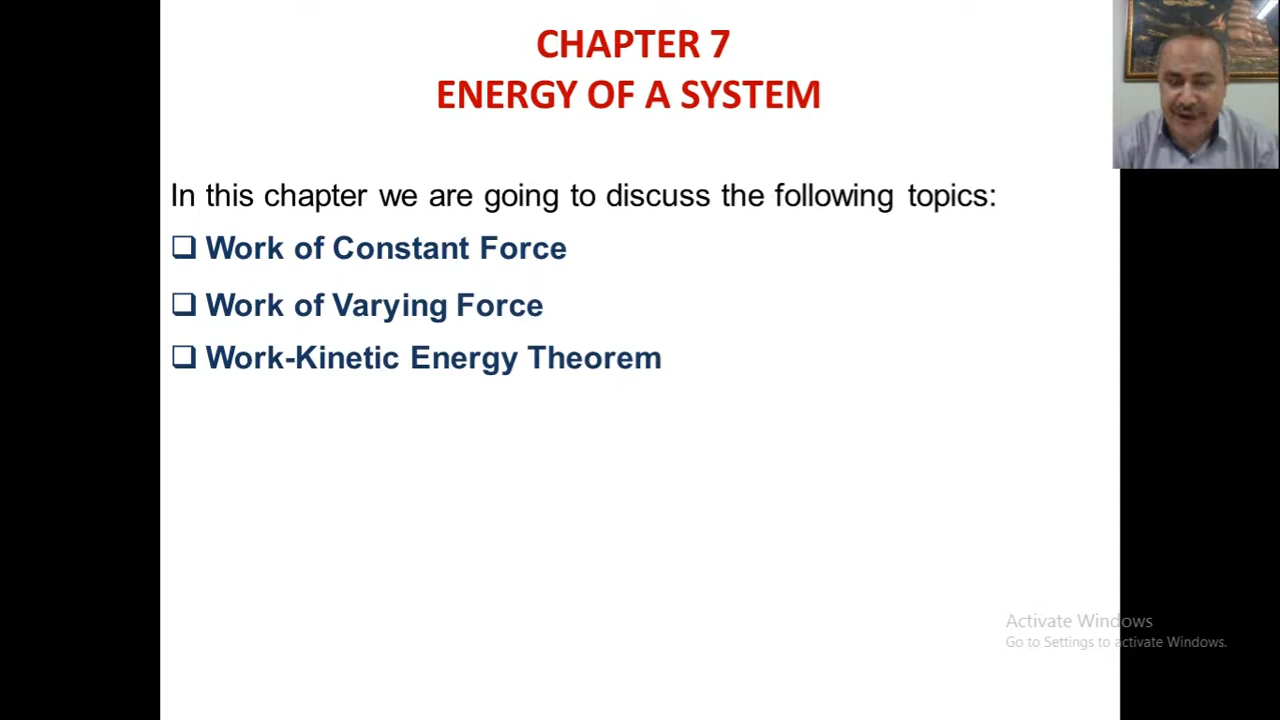 CHAPTER 7
ENERGY OF A SYSTEM
In this chapter we are going to discuss the following topics:
Work of Constant Force
Work of Varying Force
Work-Kinetic Energy Theorem
Activate Windows
Go to Settings to activate Windows.